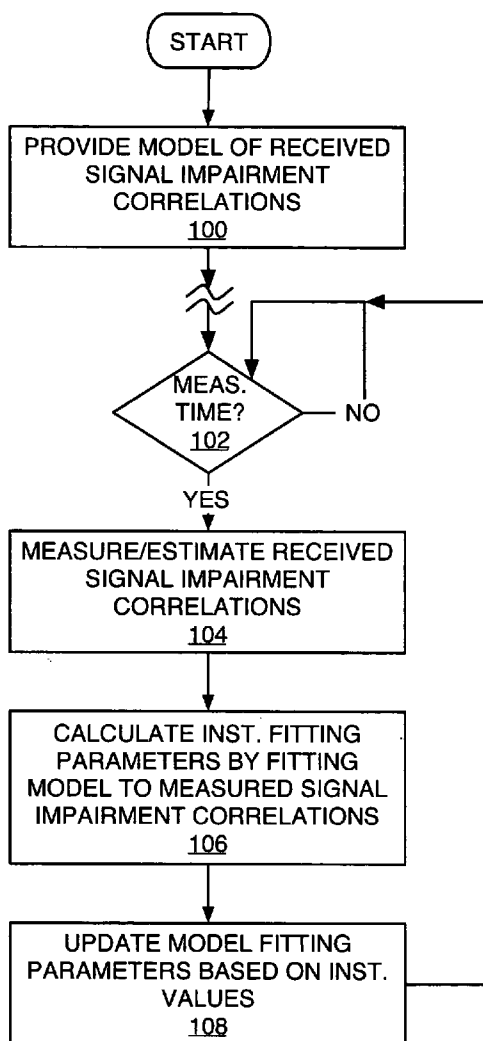 START
PROVIDE MODEL OF RECEIVED
SIGNAL IMPAIRMENT
CORRELATIONS
100
MEAS.
TIME?
102
NO
YES
MEASURE/ESTIMATE RECEIVED
SIGNAL IMPAIRMENT
CORRELATIONS
104
CALCULATE INST. FITTING
PARAMETERS BY FITTING
MODEL TO MEASURED SIGNAL
IMPAIRMENT CORRELATIONS
106
UPDATE MODEL FITTING
PARAMETERS BASED ON INST.
VALUES
108